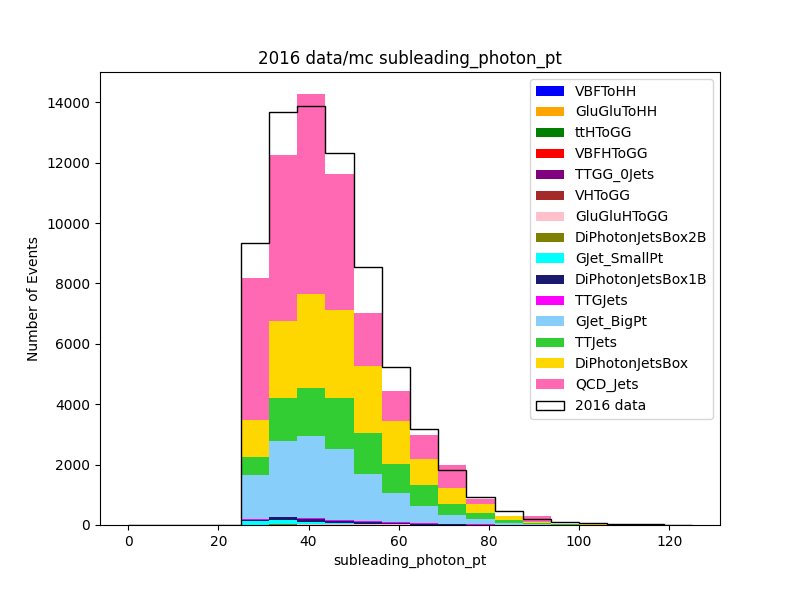 2016 data/mc subleading_photon_pt
Number of Events
14000
12000
10000
8000
6000
4000
2000
0
0 20 40 60 80 100 120
subleading_photon_pt
VBFToHH
GluGluToHH
ttHToGG
VBFHToGG
TTGG_0Jets
VHToGG
GluGluHToGG
DiPhotonJetsBox2B
GJet_SmallPt
DiPhotonJetsBox1B
TTGJets
GJet_BigPt
TTJets
DiPhotonJetsBox
QCD_Jets
2016 data